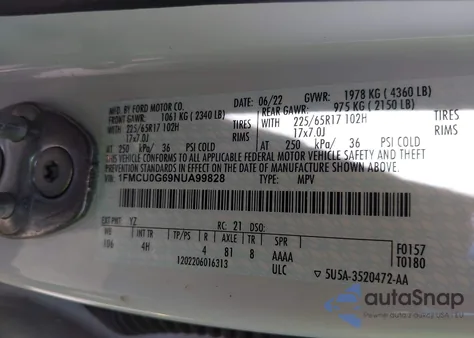 MFD. BY FORD MOTOR CO.
DATE: 06/22 GVWR: 1978 KG (4360 LB)
FRONT GAWR: 1061 KG (2340 LB) REAR GAWR: 975 KG (2150 LB)
WITH 225/65R17 102H TIRES WITH 225/65R17 102H TIRES
17x7.0J RIMS 17x7.0J RIMS
AT 250 kPa/ 36 PSI COLD AT 250 kPa/ 36 PSI COLD
THIS VEHICLE CONFORMS TO ALL APPLICABLE FEDERAL MOTOR VEHICLE SAFETY, BUMPER, AND THEFT
PREVENTION STANDARDS IN EFFECT ON THE DATE OF MANUFACTURE SHOWN ABOVE.
VIN: 1FMCU0G69NUA99828 TYPE: MPV
EXT PNT: YZ RC: 21 DSO:
WB INT TR TP/PS R AXLE TR SPR
106 4H 4 81 8 AAAA
ULC
1202206016313
F0157
T0180
5U5A-3520472-AA
autoSnap